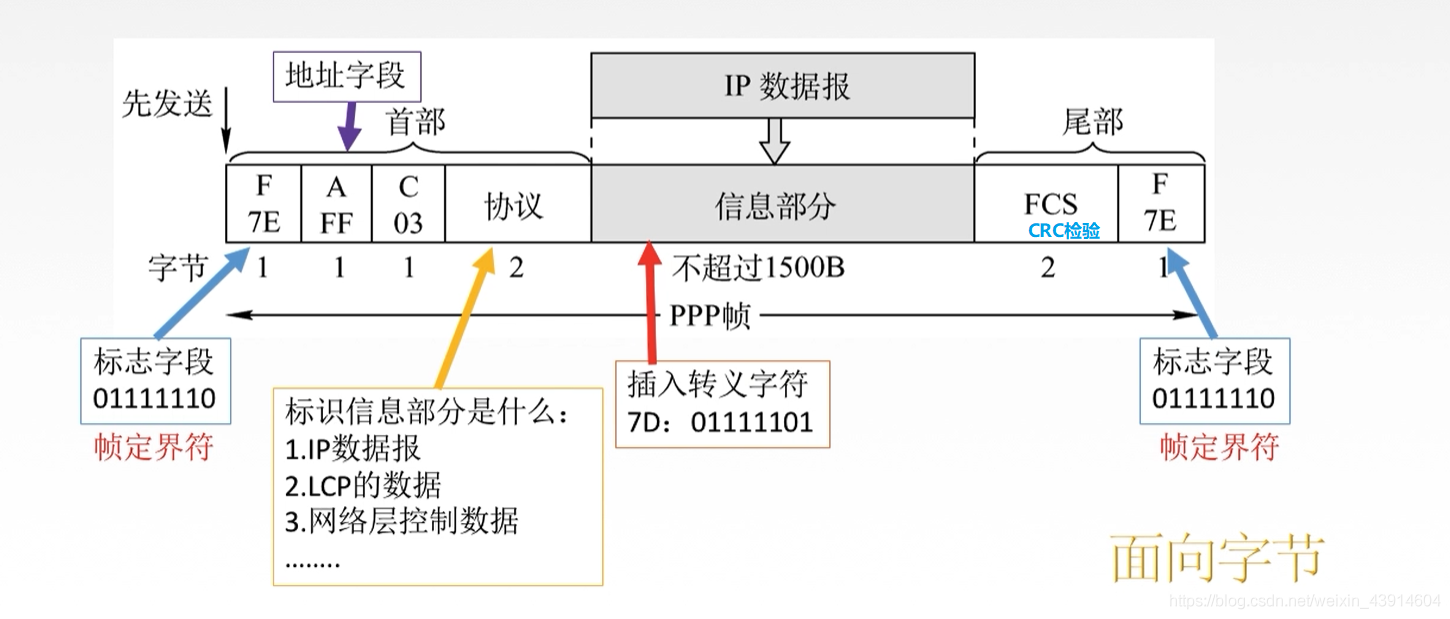 地址字段
IP 数据报
先发送
首部
尾部
F
7E
A
FF
C
03
协议
信息部分
FCS
CRC检验
F
7E
字节
1
1
1
2
不超过1500B
2
1
PPP帧
标志字段
01111110
帧定界符
标识信息部分是什么：
1.IP数据报
2.LCP的数据
3.网络层控制数据
........
插入转义字符
7D：01111101
标志字段
01111110
帧定界符
面向字节
https://blog.csdn.net/weixin_43914604